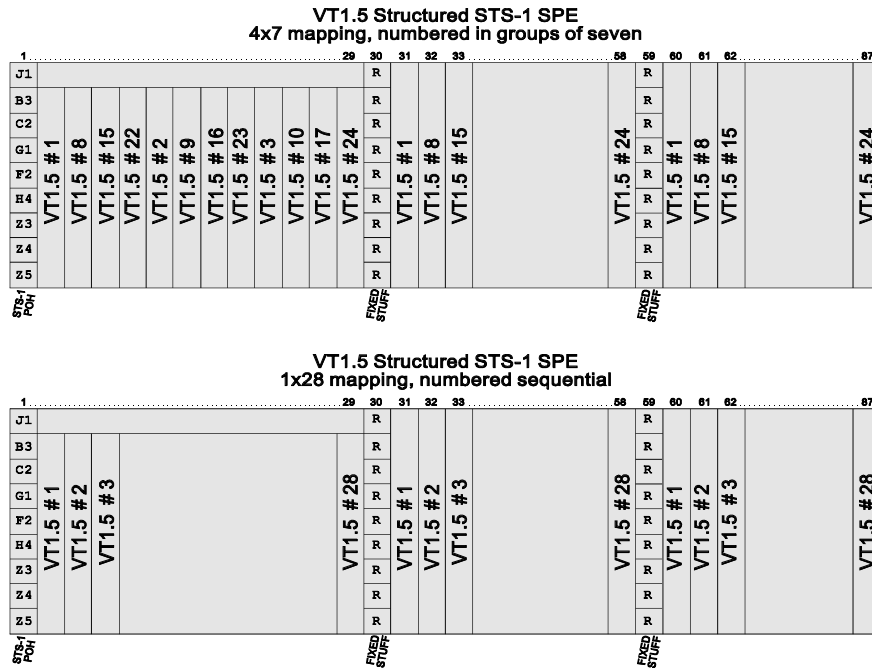 VT1.5 Structured STS-1 SPE
4x7 mapping, numbered in groups of seven
1 29 30 31 32 33 58 59 60 61 62 87
J1 R R
B3 R R
C2 R R
G1 R R
F2 R R
H4 R R
Z3 R R
Z4 R R
Z5 R R
VT1.5 #1
VT1.5 #8
VT1.5 #15
VT1.5 #22
VT1.5 #2
VT1.5 #9
VT1.5 #16
VT1.5 #23
VT1.5 #3
VT1.5 #10
VT1.5 #17
VT1.5 #24
VT1.5 #1
VT1.5 #8
VT1.5 #15
VT1.5 #24
VT1.5 #1
VT1.5 #8
VT1.5 #15
VT1.5 #24
STS-1
POH
FIXED
STUFF
FIXED
STUFF
VT1.5 Structured STS-1 SPE
1x28 mapping, numbered sequential
1 29 30 31 32 33 58 59 60 61 62 87
J1 R R
B3 R R
C2 R R
G1 R R
F2 R R
H4 R R
Z3 R R
Z4 R R
Z5 R R
VT1.5 #1
VT1.5 #2
VT1.5 #3
VT1.5 #28
VT1.5 #1
VT1.5 #2
VT1.5 #3
VT1.5 #28
VT1.5 #1
VT1.5 #2
VT1.5 #3
VT1.5 #28
STS-1
POH
FIXED
STUFF
FIXED
STUFF